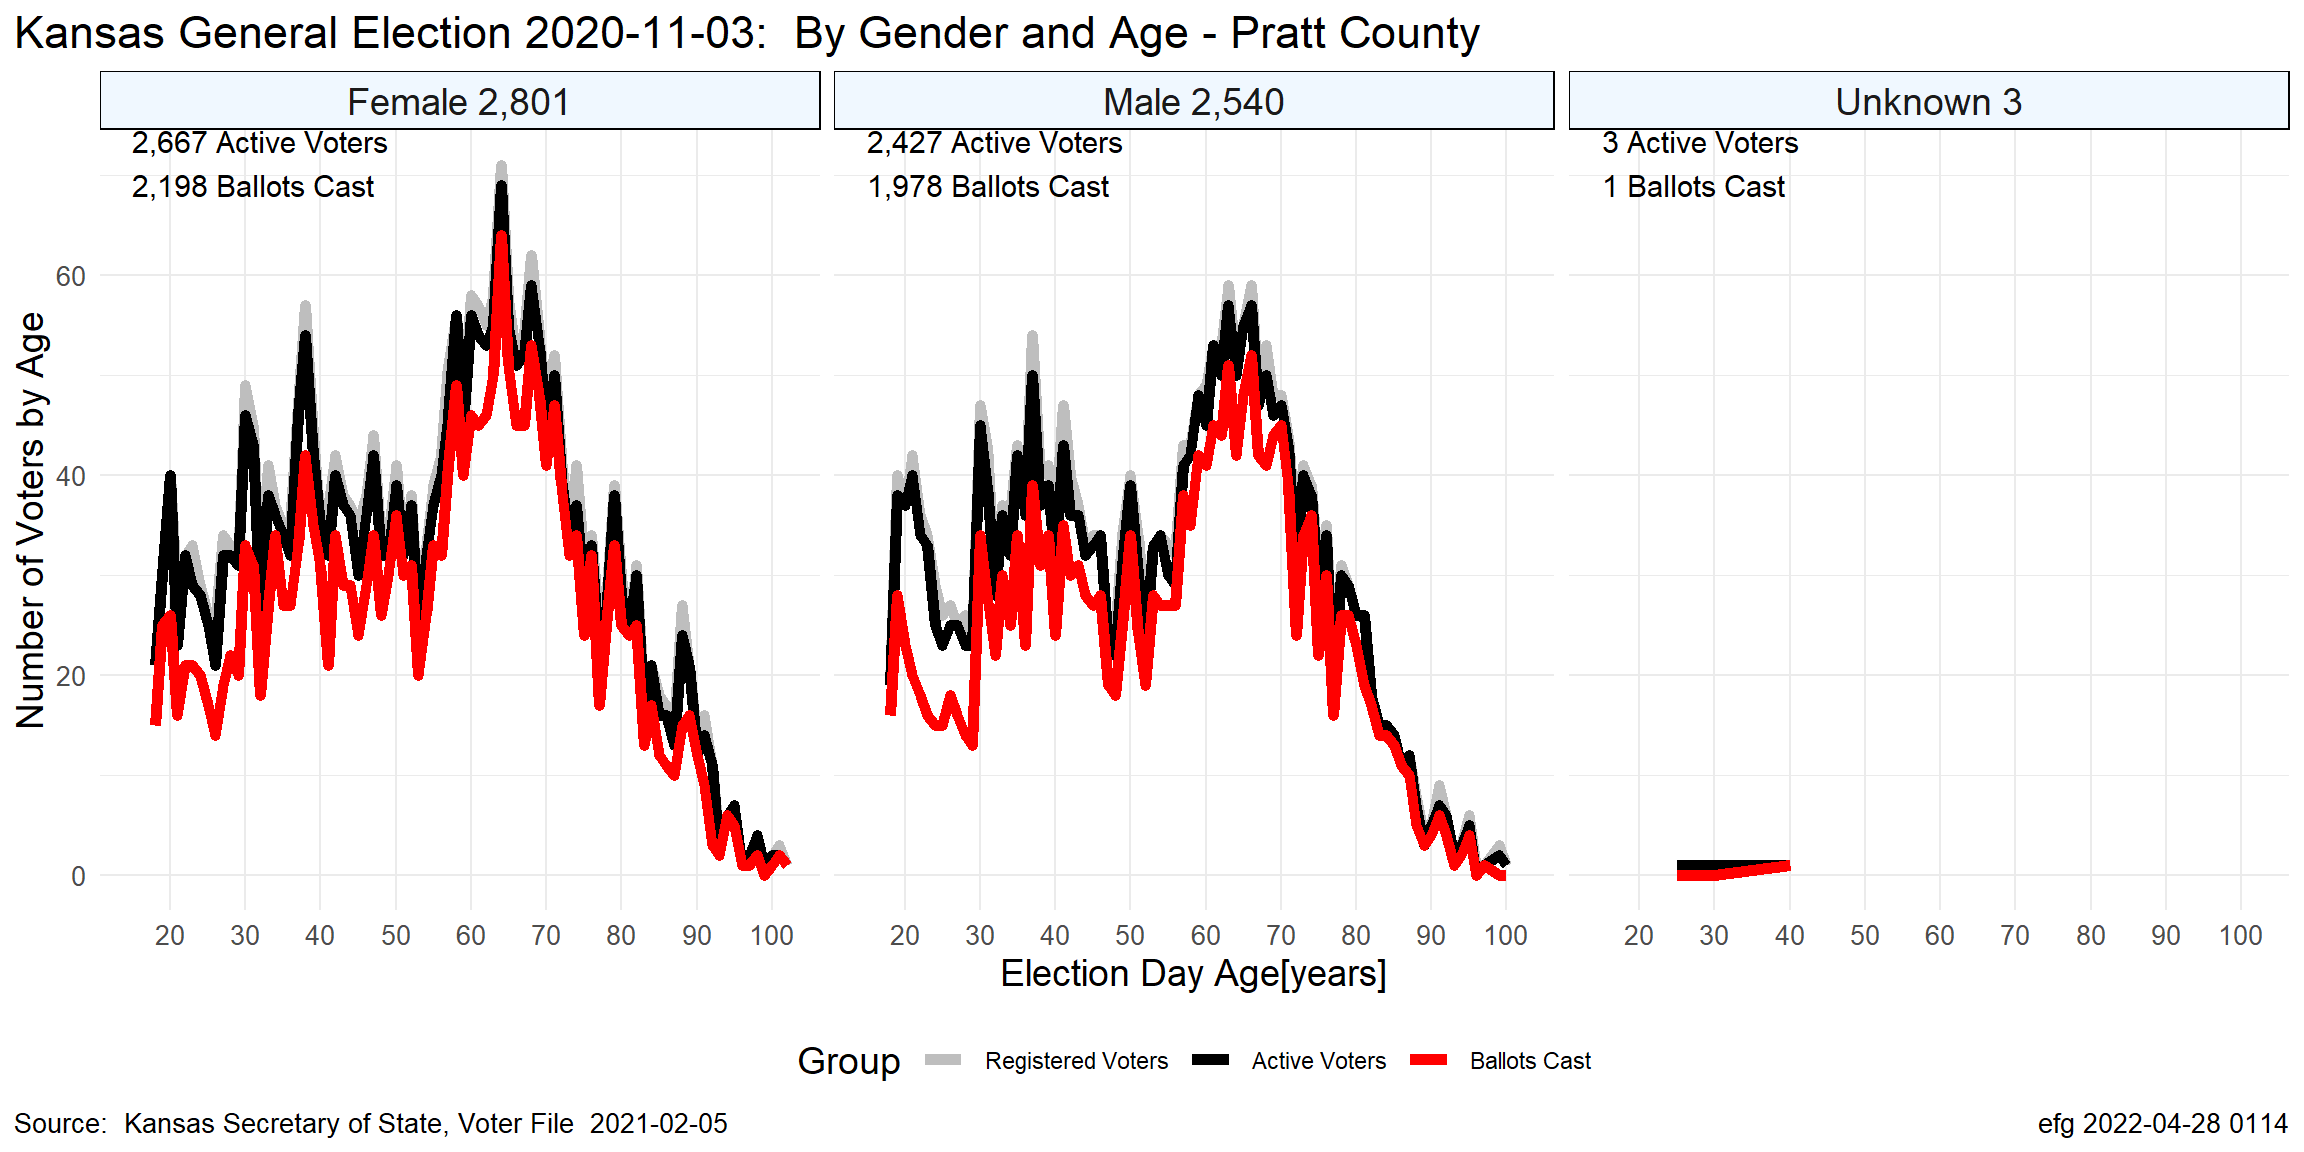 Kansas General Election 2020-11-03:  By Gender and Age - Pratt County
Female 2,801
Male 2,540
Unknown 3
2,667 Active Voters
2,198 Ballots Cast
2,427 Active Voters
1,978 Ballots Cast
3 Active Voters
1 Ballots Cast
Number of Voters by Age
60
40
20
0
20 30 40 50 60 70 80 90 100
20 30 40 50 60 70 80 90 100
20 30 40 50 60 70 80 90 100
Election Day Age[years]
Group Registered Voters Active Voters Ballots Cast
Source:  Kansas Secretary of State, Voter File  2021-02-05
efg 2022-04-28 0114